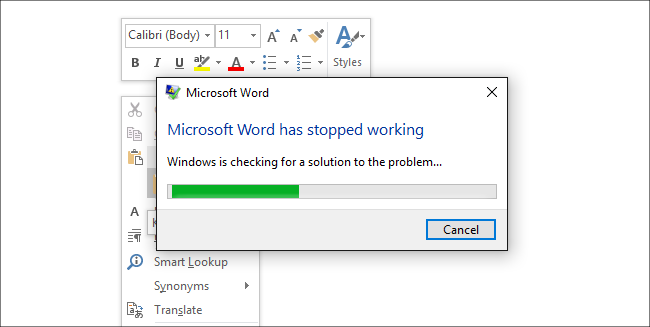 Calibri (Body) 11 A A
B I U ab A Styles
Microsoft Word
Microsoft Word has stopped working
Windows is checking for a solution to the problem...
Cancel
A
Smart Lookup
Synonyms
Translate